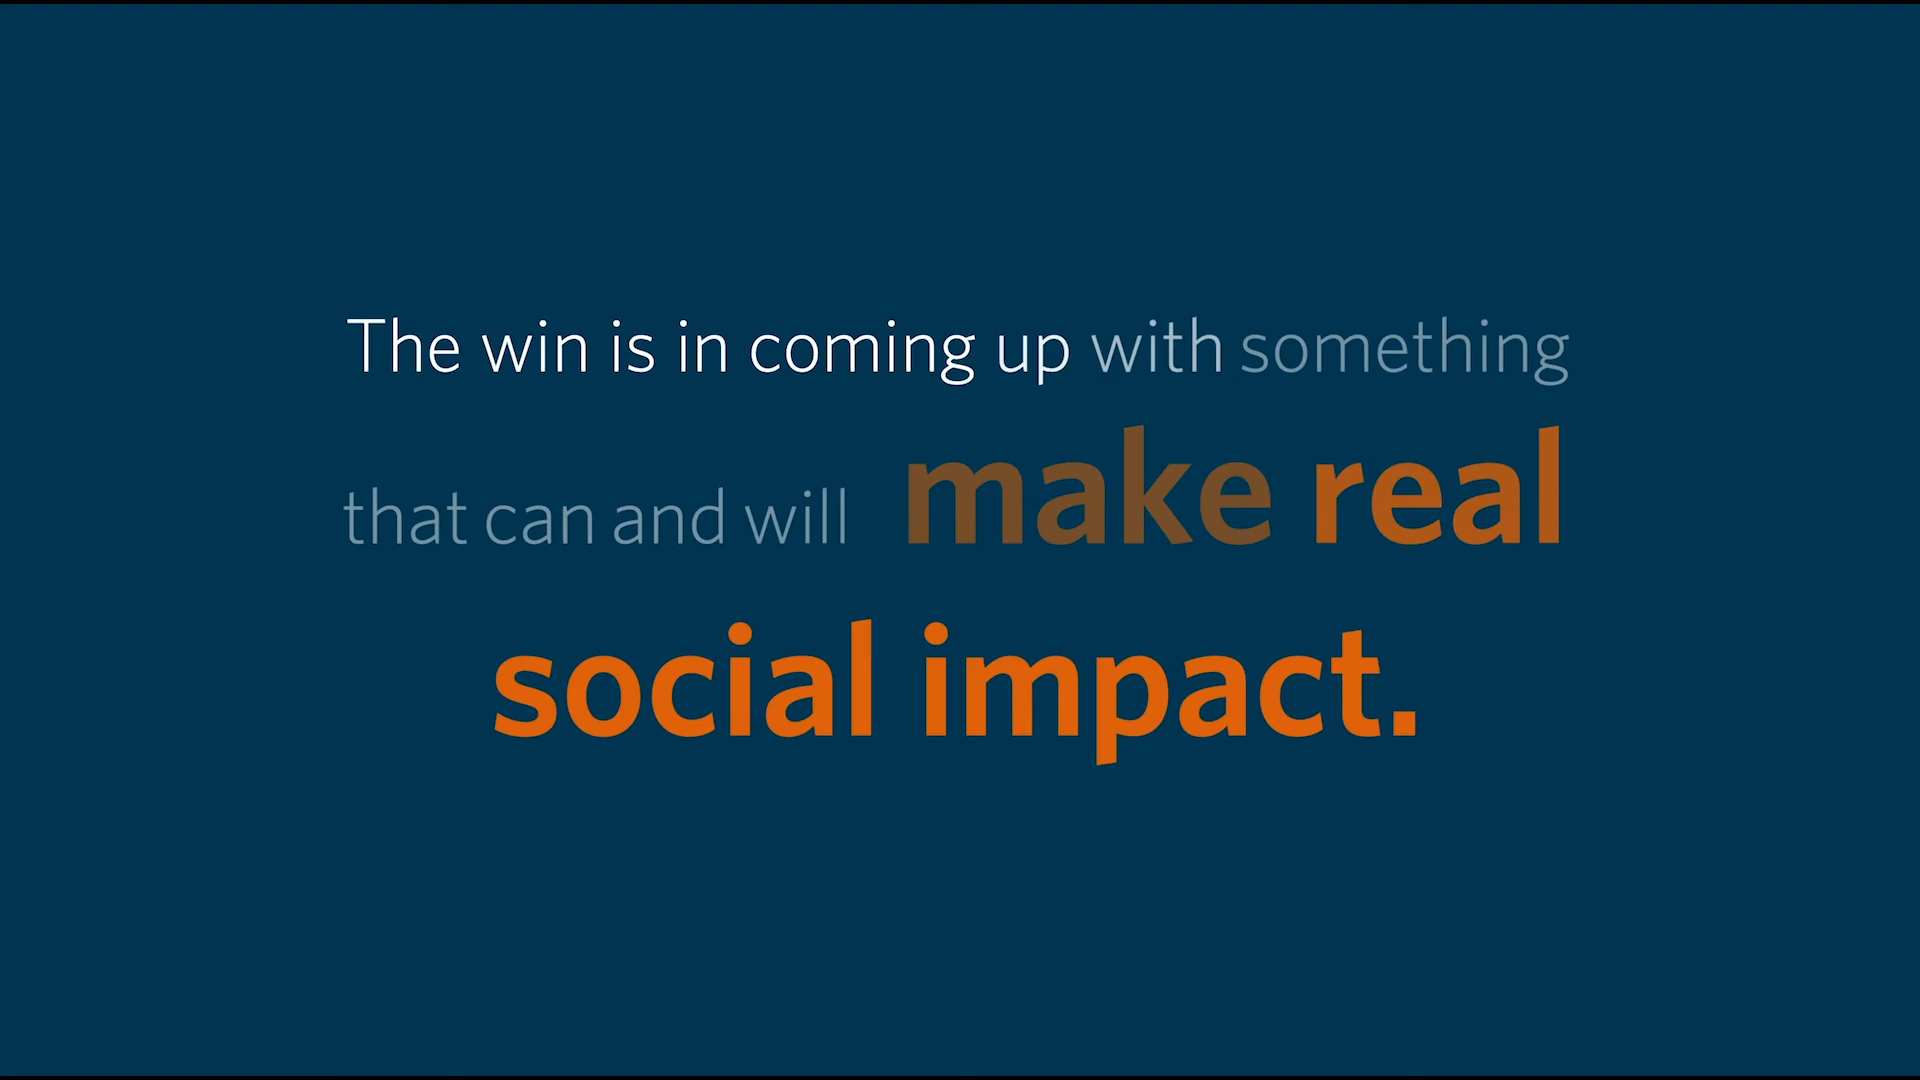 The win is in coming up with something
that can and will make real
social impact.